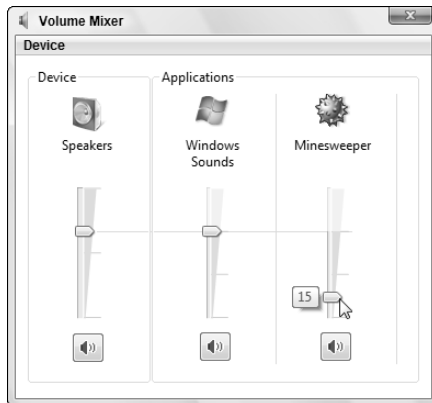 Volume Mixer
Device
Device
Applications
Speakers
Windows
Sounds
Minesweeper
15